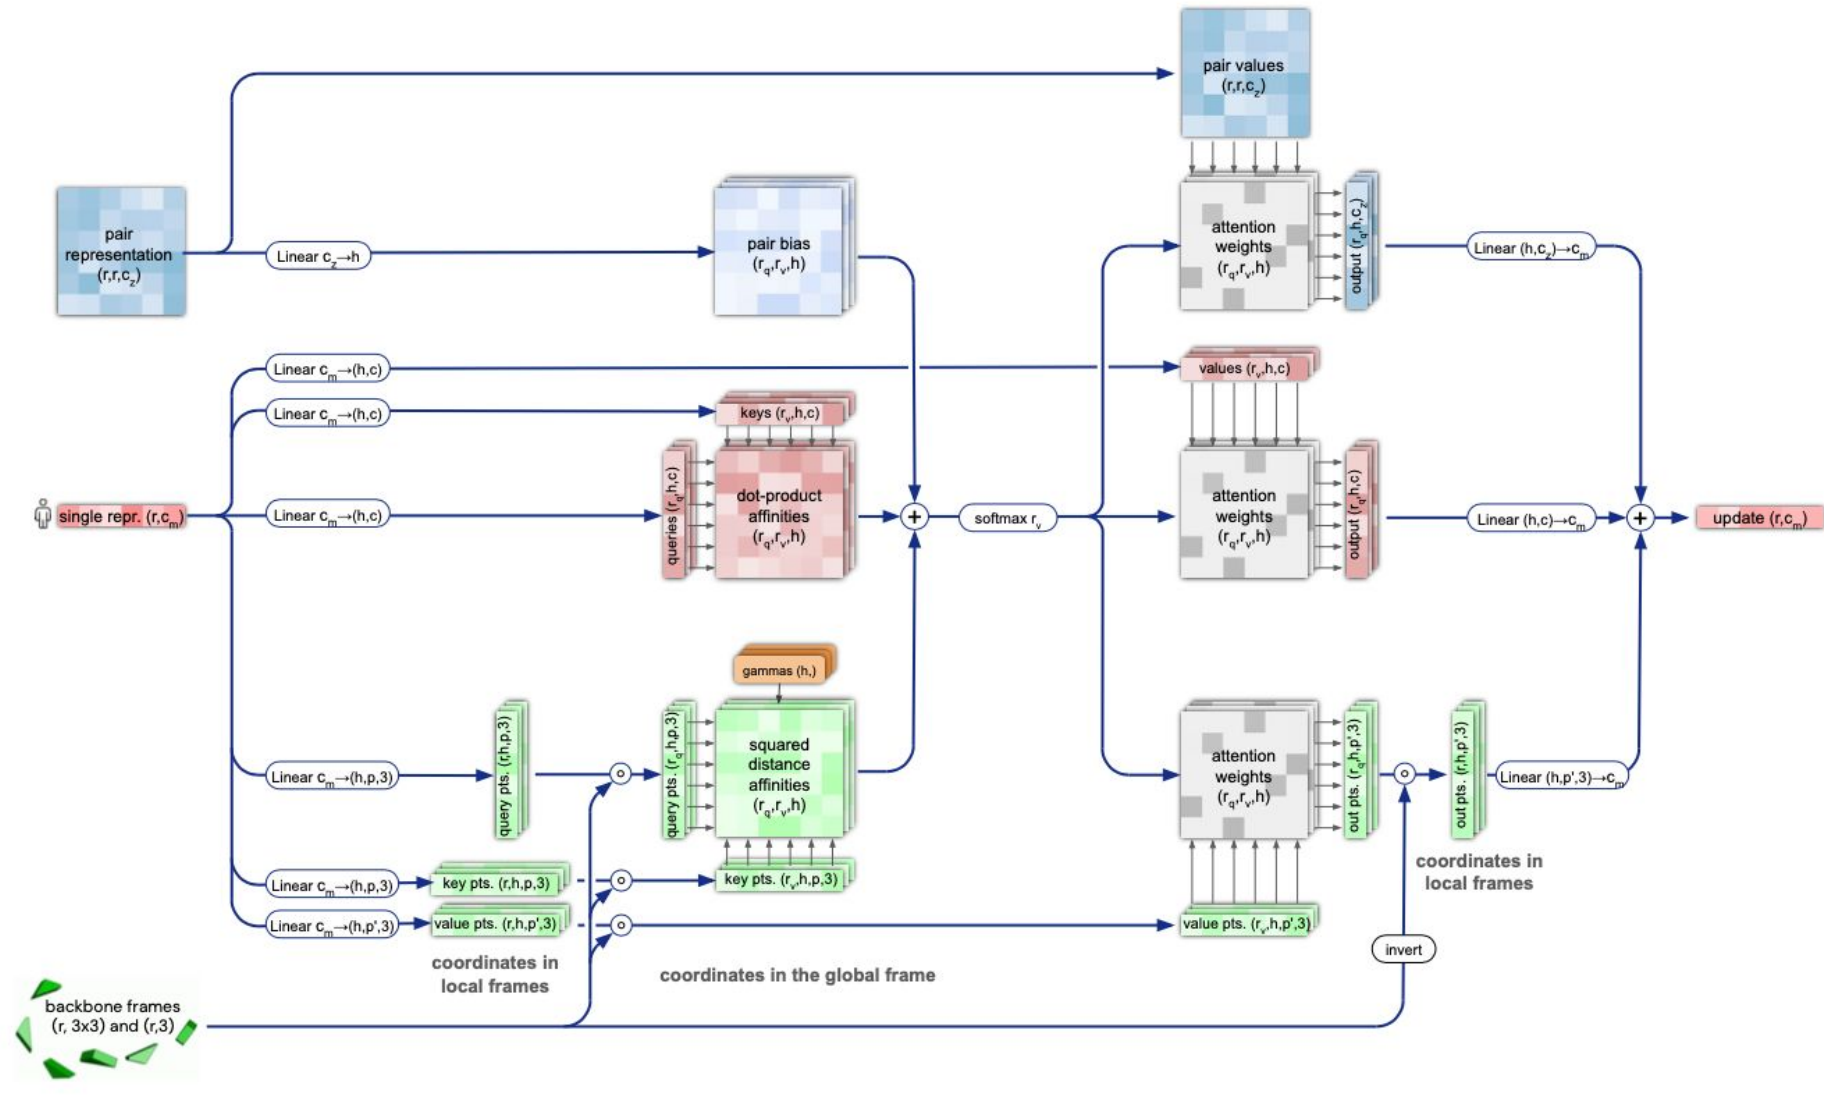 pair values
(r,r,c_z)
pair
representation
(r,r,c_z)
Linear c_z→h
pair bias
(r_q,r_v,h)
attention
weights
(r_q,r_v,h)
output (r_q,h,c_z)
Linear (h,c_z)→c_m
Linear c_m→(h,c)
values (r_v,h,c)
Linear c_m→(h,c)
keys (r_v,h,c)
single repr. (r,c_m)
Linear c_m→(h,c)
queries (r_q,h,c)
dot-product
affinities
(r_q,r_v,h)
+
softmax r_v
attention
weights
(r_q,r_v,h)
output (r_q,h,c)
Linear (h,c)→c_m
+
update (r,c_m)
gammas (h,)
Linear c_m→(h,p,3)
query pts. (r,h,p,3)
query pts. (r_q,h,p,3)
squared
distance
affinities
(r_q,r_v,h)
attention
weights
(r_q,r_v,h)
out pts. (r_q,h,p',3)
out pts. (r,h,p',3)
Linear (h,p',3)→c_m
Linear c_m→(h,p,3)
key pts. (r,h,p,3)
key pts. (r_v,h,p,3)
coordinates in
local frames
Linear c_m→(h,p',3)
value pts. (r,h,p',3)
value pts. (r_v,h,p',3)
invert
coordinates in
local frames
coordinates in the global frame
backbone frames
(r, 3x3) and (r,3)